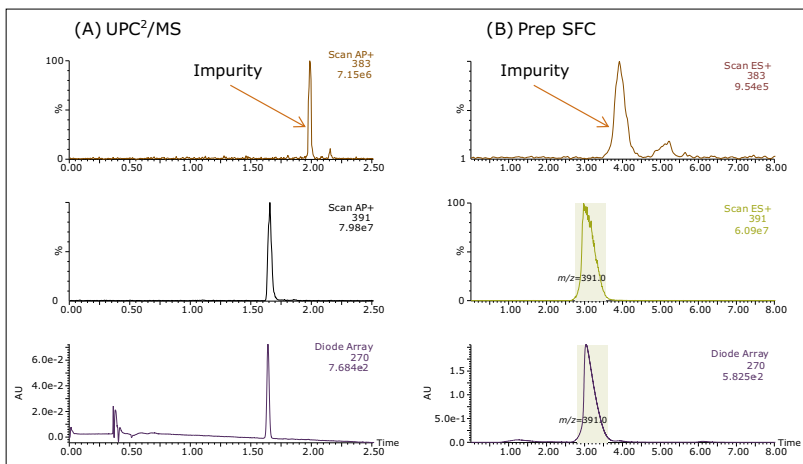 (A) UPC²/MS
Scan AP+
383
7.15e6
Impurity
100
%
0
0.00 0.50 1.00 1.50 2.00 2.50
Scan AP+
391
7.98e7
%
0
0.00 0.50 1.00 1.50 2.00 2.50
Diode Array
270
7.684e2
6.0e-2
4.0e-2
2.0e-2
0.0
AU
0.00 0.50 1.00 1.50 2.00 2.50
Time
(B) Prep SFC
Scan ES+
383
9.54e5
Impurity
100
%
1
1.00 2.00 3.00 4.00 5.00 6.00 7.00 8.00
Scan ES+
391
6.09e7
100
%
0
m/z=391.0
1.00 2.00 3.00 4.00 5.00 6.00 7.00 8.00
Diode Array
270
5.825e2
1.5
1.0
5.0e-1
0.0
AU
m/z=391.0
Time
1.00 2.00 3.00 4.00 5.00 6.00 7.00 8.00